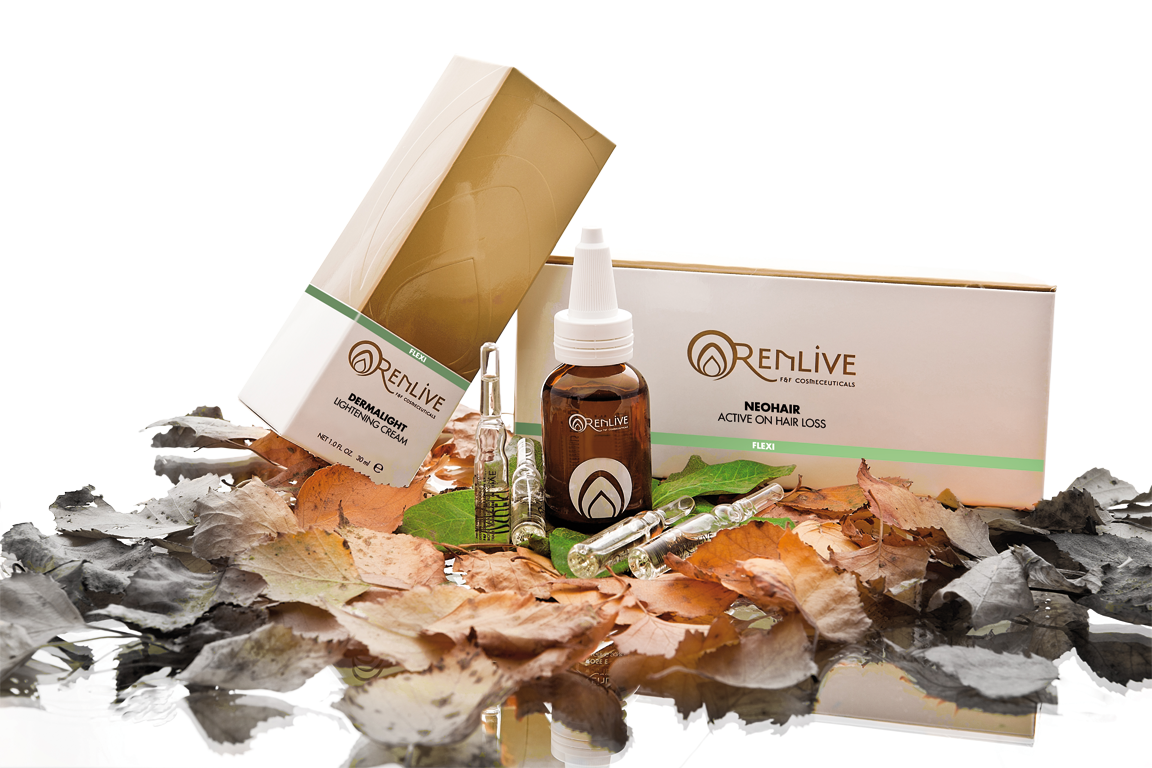 FLEXI
RENLIVE
F&F COSMECEUTICALS
DERMALIGHT
LIGHTENING CREAM
NET 1.0 FL OZ. 30 ml e
RENLIVE
F&F COSMECEUTICALS
NEOHAIR
ACTIVE ON HAIR LOSS
FLEXI
RENLIVE
F&F COSMECEUTICALS